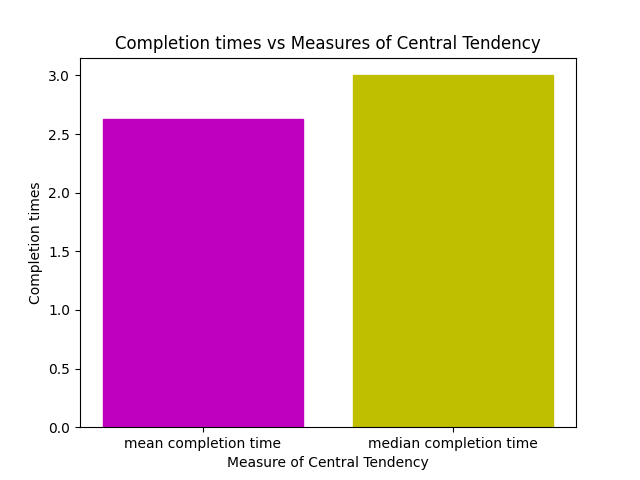 Completion times vs Measures of Central Tendency
3.0
2.5
2.0
1.5
1.0
0.5
0.0
Completion times
mean completion time
median completion time
Measure of Central Tendency